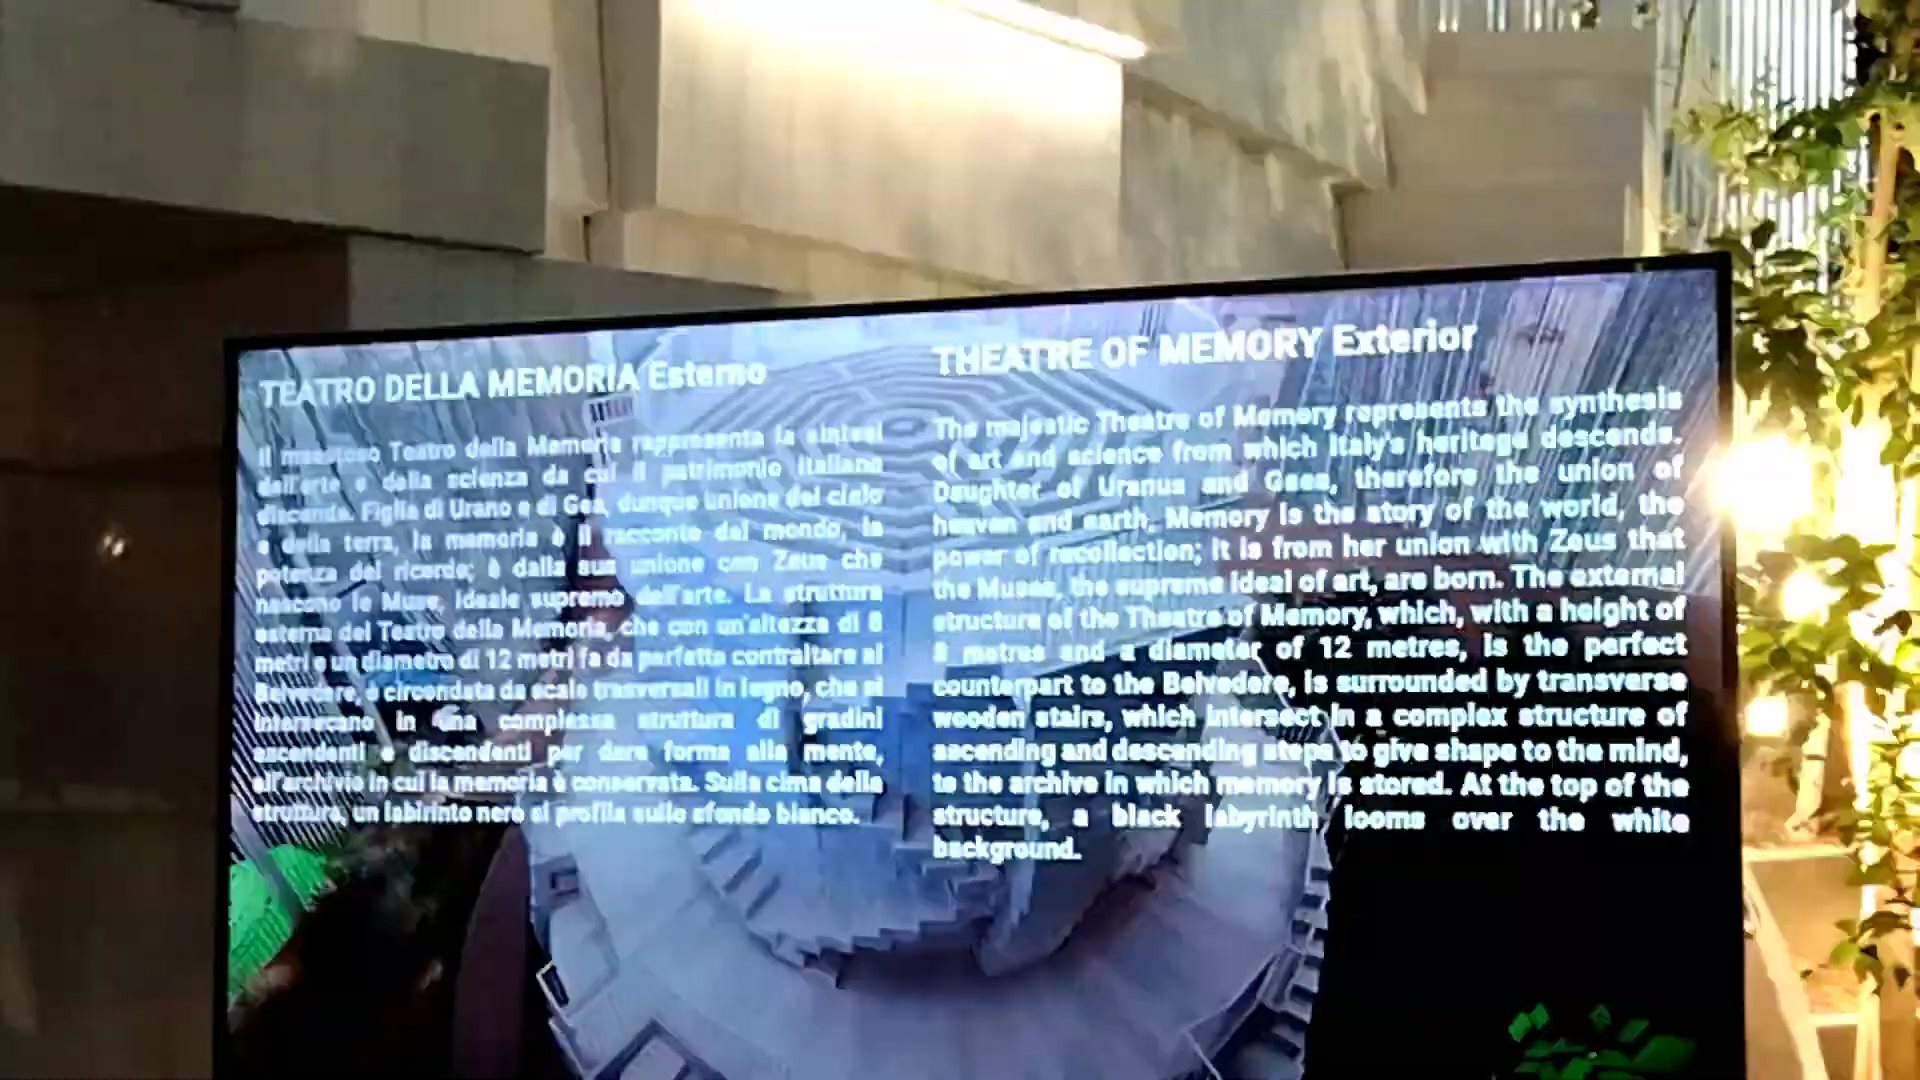 TEATRO DELLA MEMORIA Esterno
Il maestoso Teatro della Memoria rappresenta la sintesi
dell'arte e della scienza da cui il patrimonio italiano
discende. Figlia di Urano e di Gea, dunque unione del cielo
e della terra, la memoria è il racconto del mondo, la
potenza del ricordo; è dalla sua unione con Zeus che
nascono le Muse, ideale supremo dell'arte. La struttura
esterna del Teatro della Memoria, che con un'altezza di 8
metri e un diametro di 12 metri fa da perfetto contraltare al
Belvedere, è circondata da scale trasversali in legno, che si
intersecano in una complessa struttura di gradini
ascendenti e discendenti per dare forma alla mente,
all'archivio in cui la memoria è conservata. Sulla cima della
struttura, un labirinto nero si profila sullo sfondo bianco.
THEATRE OF MEMORY Exterior
The majestic Theatre of Memory represents the synthesis
of art and science from which Italy's heritage descends.
Daughter of Uranus and Gaea, therefore the union of
heaven and earth, Memory is the story of the world, the
power of recollection; it is from her union with Zeus that
the Muses, the supreme ideal of art, are born. The external
structure of the Theatre of Memory, which, with a height of
8 metres and a diameter of 12 metres, is the perfect
counterpart to the Belvedere, is surrounded by transverse
wooden stairs, which intersect in a complex structure of
ascending and descending steps to give shape to the mind,
to the archive in which memory is stored. At the top of the
structure, a black labyrinth looms over the white
background.